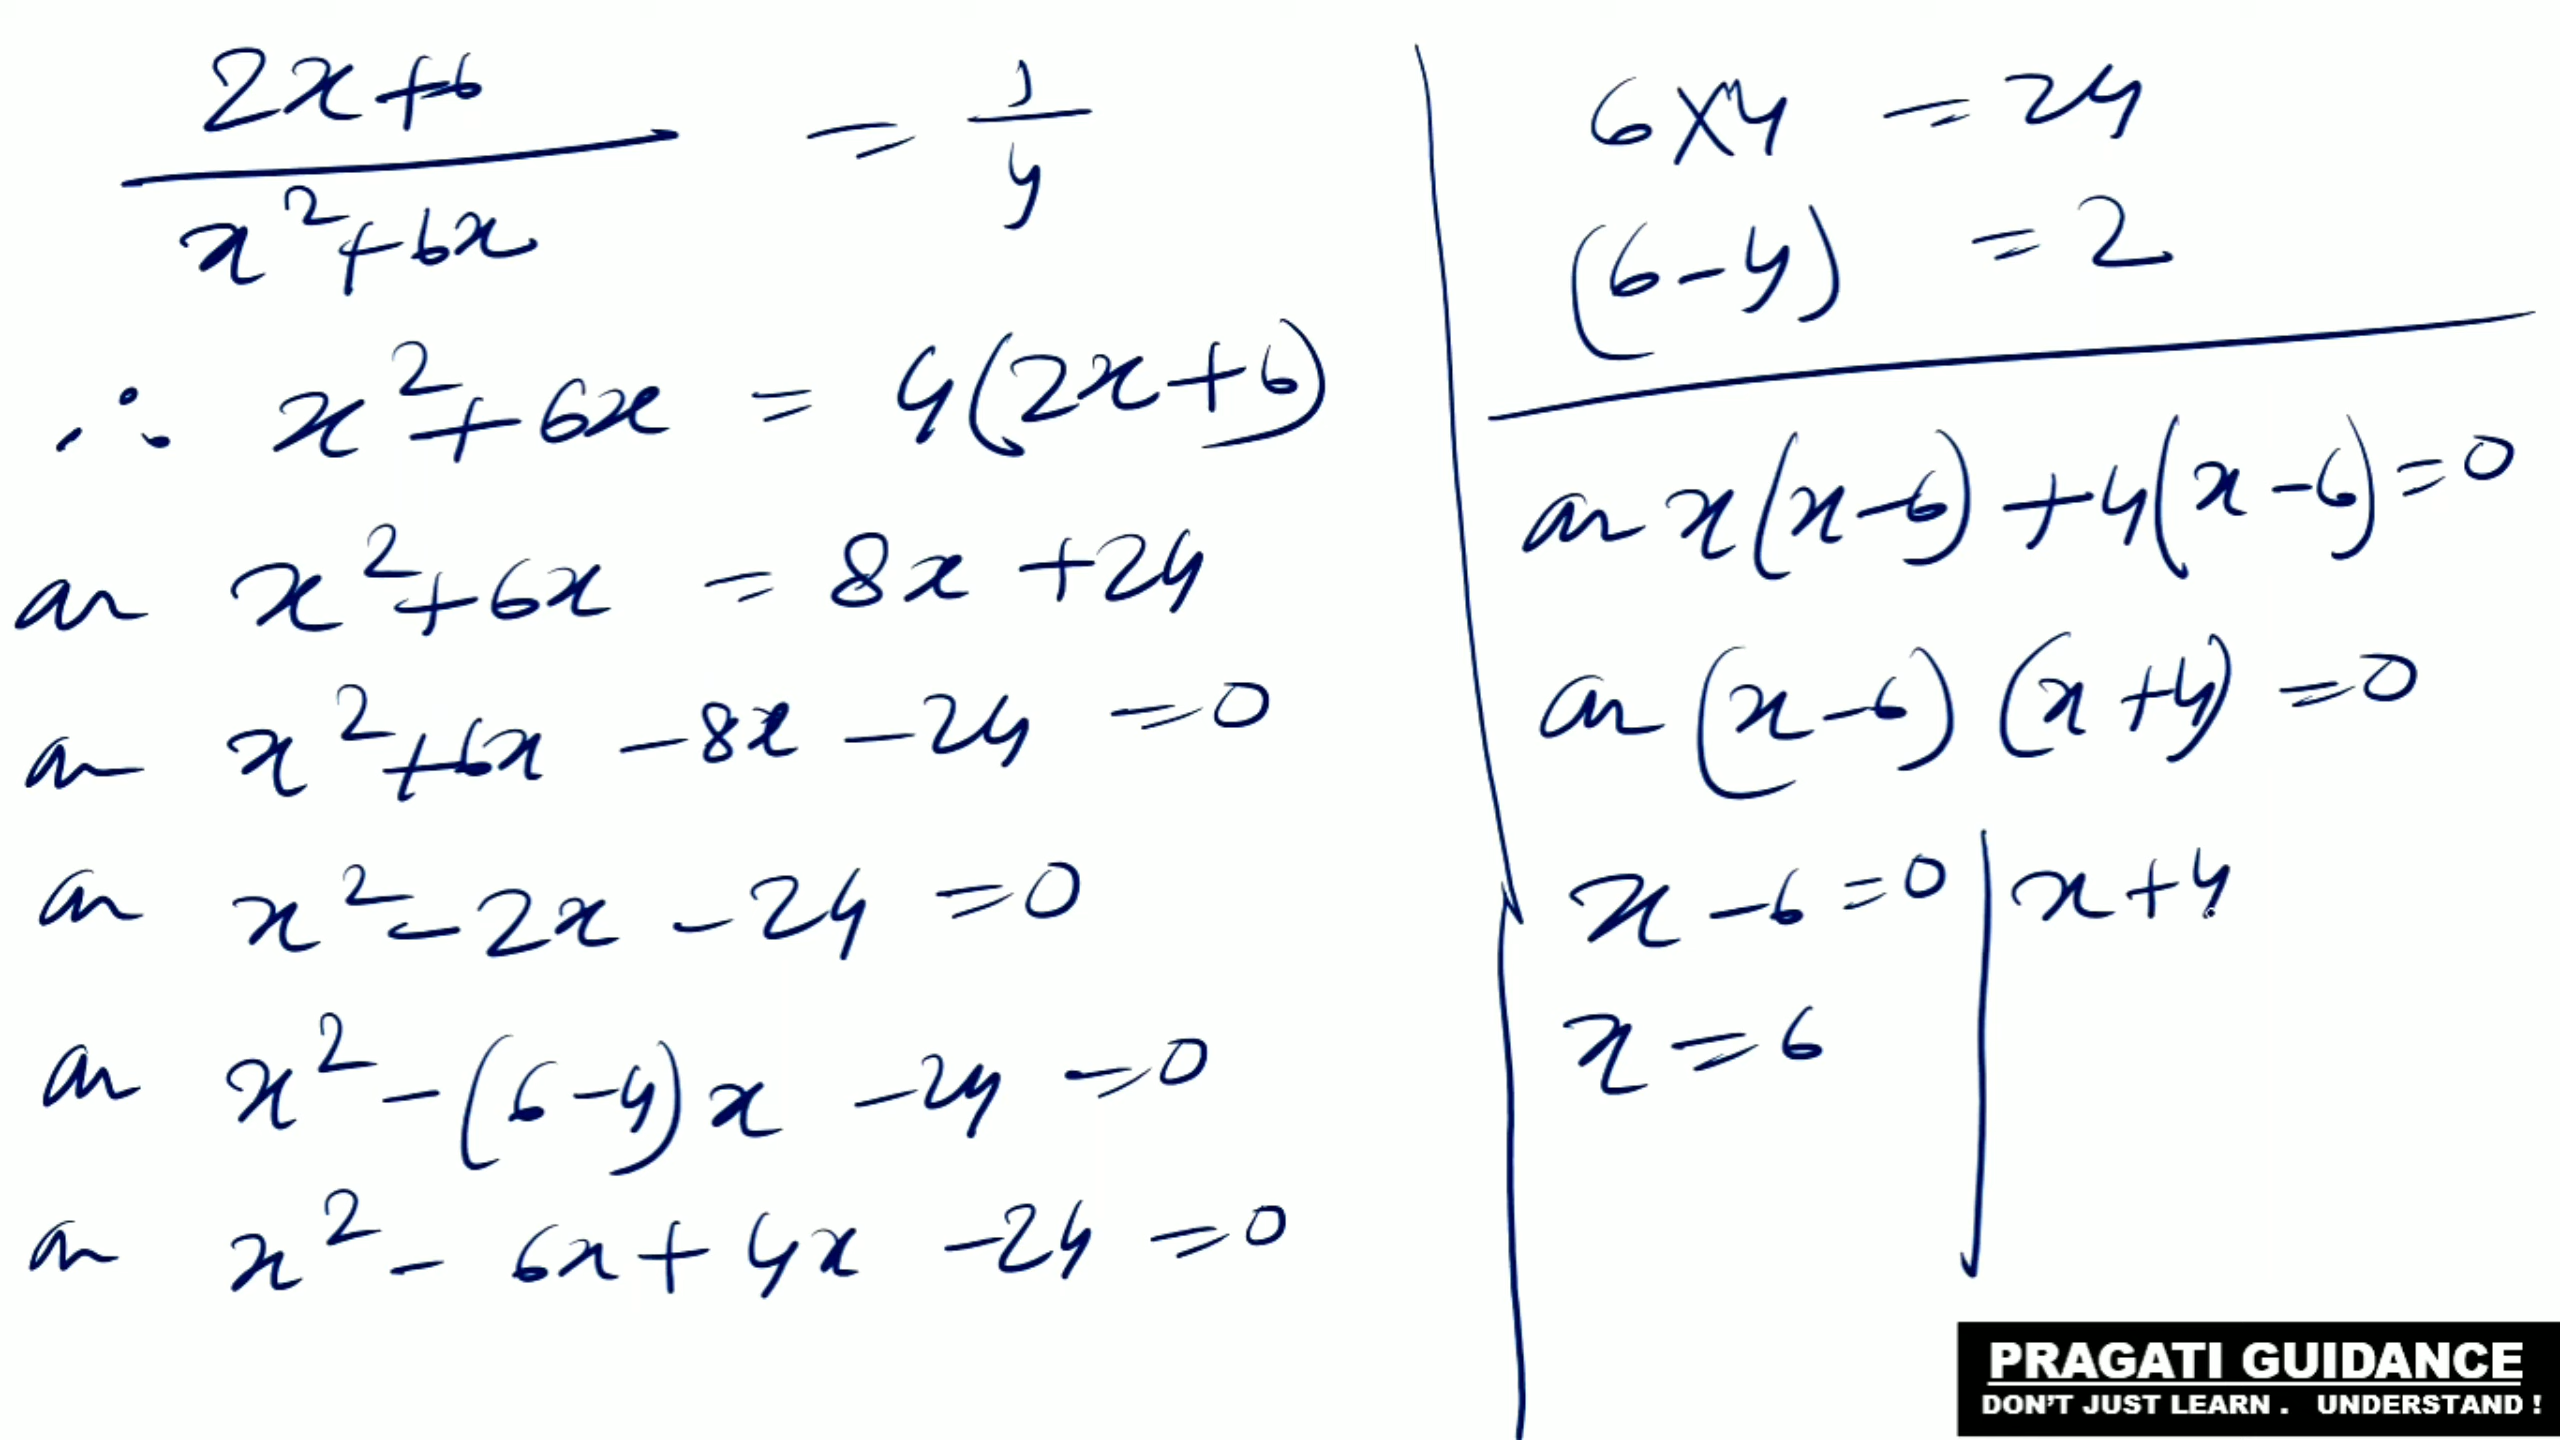 2x+6 / x²+6x = 1/4
∴ x²+6x = 4(2x+6)
or x²+6x = 8x+24
or x²+6x-8x-24=0
or x²-2x-24=0
or x²-(6-4)x-24=0
or x²-6x+4x-24=0
6×4=24
(6-4)=2
or x(x-6)+4(x-6)=0
or (x-6)(x+4)=0
x-6=0 | x+4
x=6
PRAGATI GUIDANCE
DON'T JUST LEARN. UNDERSTAND!